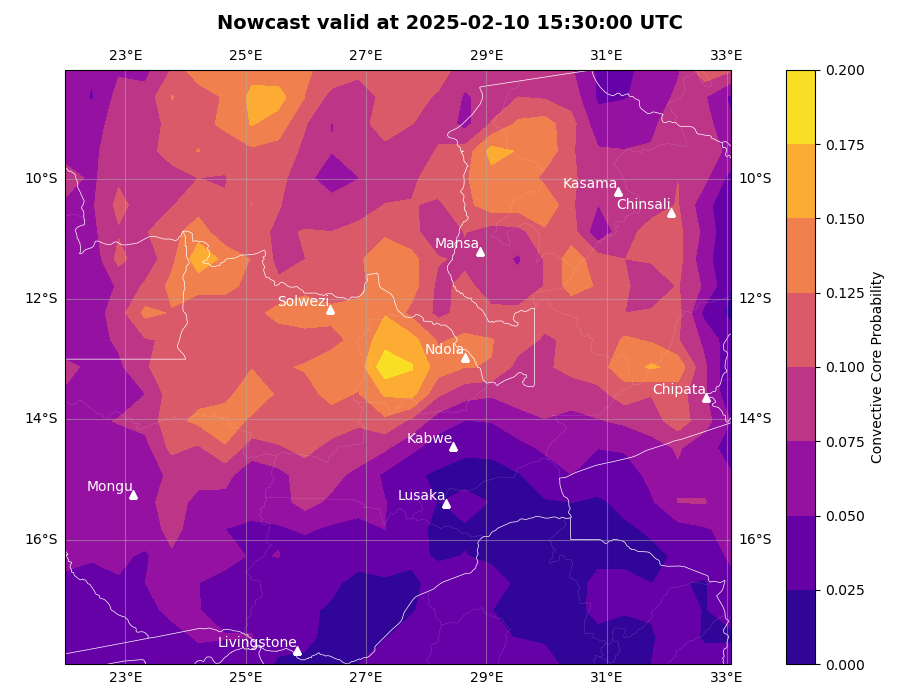 Nowcast valid at 2025-02-10 15:30:00 UTC
23°E 25°E 27°E 29°E 31°E 33°E
0.200
0.175
0.150
0.125
0.100
0.075
0.050
0.025
0.000
Convective Core Probability
10°S 10°S
12°S 12°S
14°S 14°S
16°S 16°S
Kasama
Chinsali
Mansa
Solwezi
Ndola
Chipata
Kabwe
Mongu
Lusaka
Livingstone
23°E 25°E 27°E 29°E 31°E 33°E